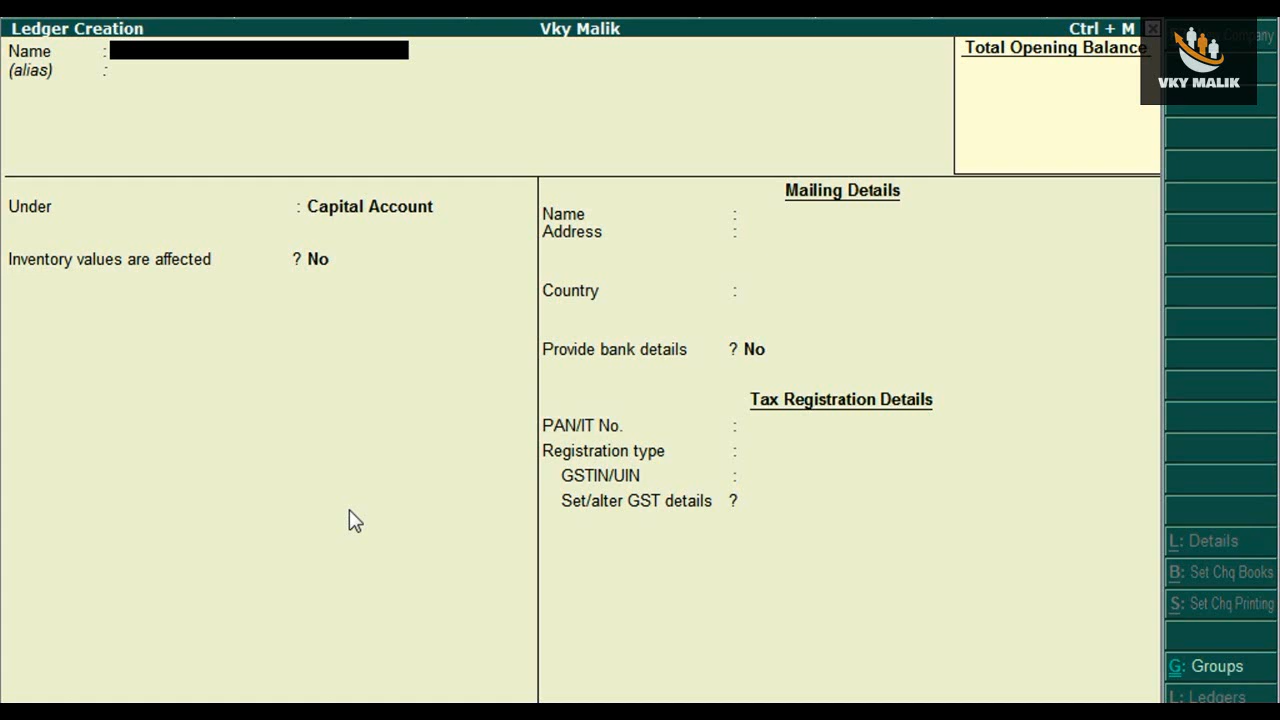 Ledger Creation Vky Malik Ctrl + M
Name :
(alias) :
Total Opening Balance
Company
VKY MALIK
Under : Capital Account
Inventory values are affected ? No
Mailing Details
Name :
Address :
Country :
Provide bank details ? No
Tax Registration Details
PAN/IT No. :
Registration type :
GSTIN/UIN :
Set/alter GST details ?
L: Details
B: Set Chq Books
S: Set Chq Printing
G: Groups
L: Ledgers